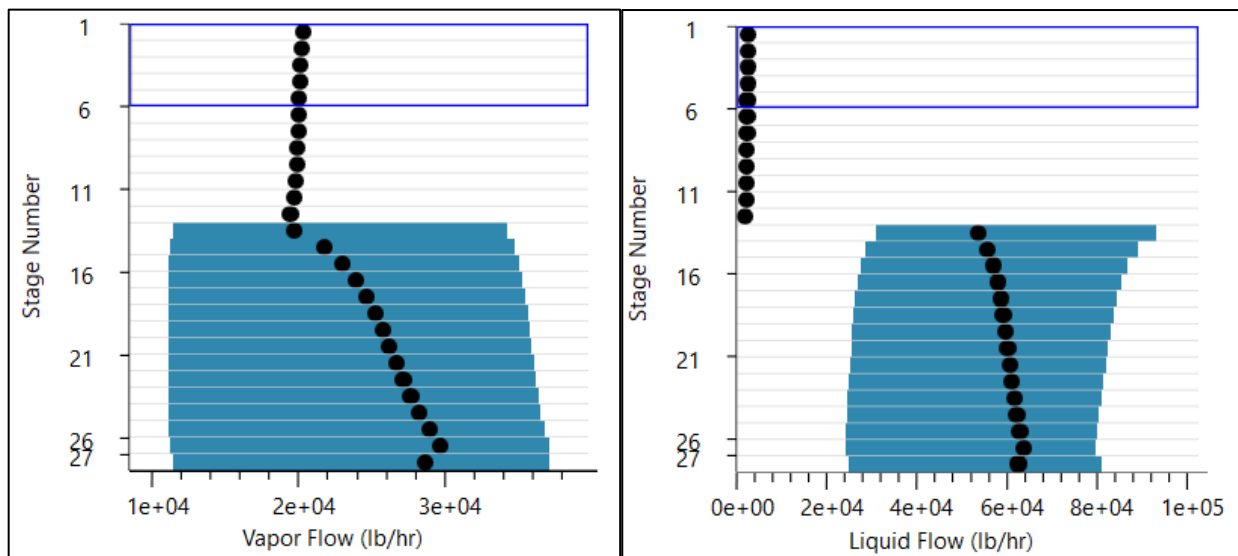 1
6
11
16
21
26
27
Stage Number
1e+04
2e+04
3e+04
Vapor Flow (lb/hr)
1
6
11
16
21
26
27
Stage Number
0e+00
2e+04
4e+04
6e+04
8e+04
1e+05
Liquid Flow (lb/hr)